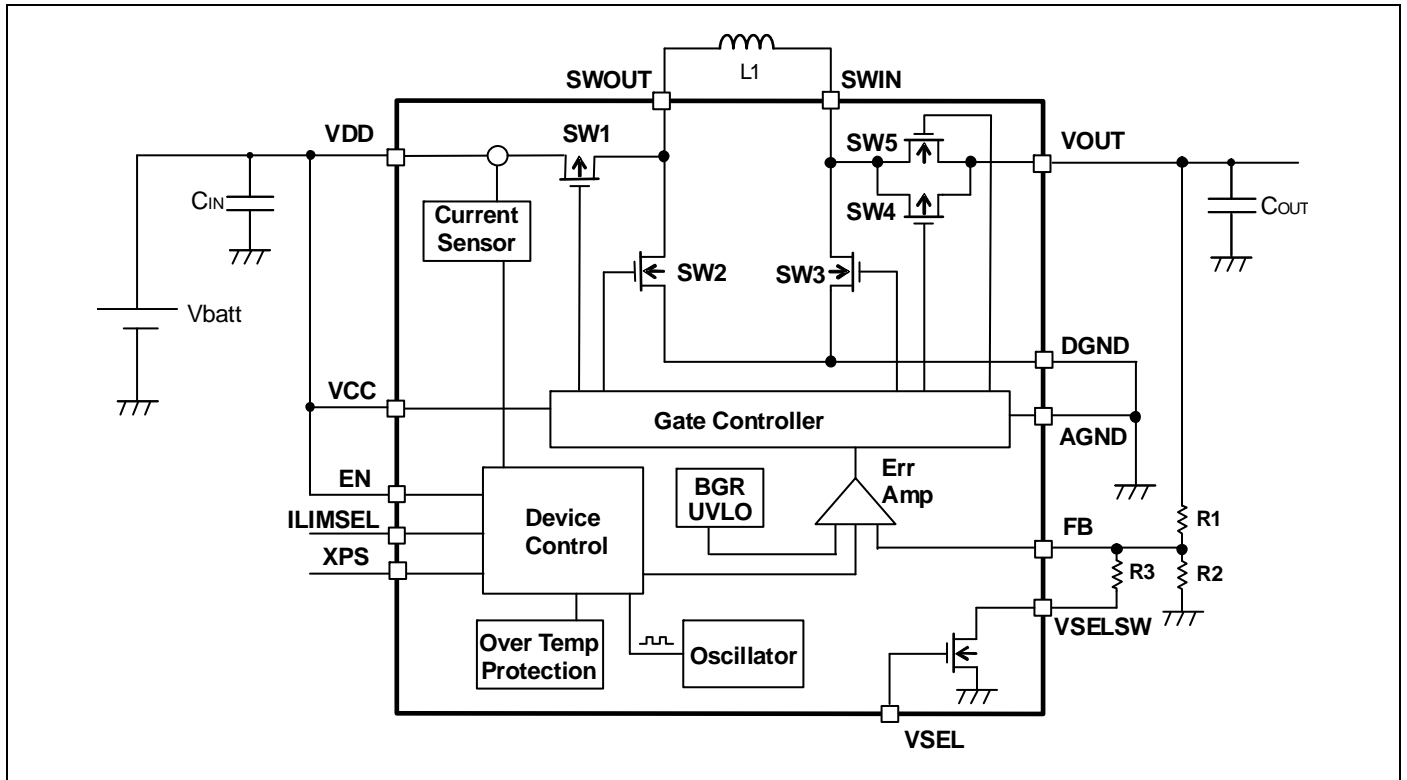 L1
SWOUT
SWIN
VDD
SW1
SW5
VOUT
CIN
Current
Sensor
SW4
COUT
SW2
SW3
Vbatt
DGND
VCC
Gate Controller
AGND
EN
BGR
UVLO
Err
Amp
ILIMSEL
Device
Control
FB
R1
XPS
R3
R2
VSELSW
Over Temp
Protection
Oscillator
VSEL